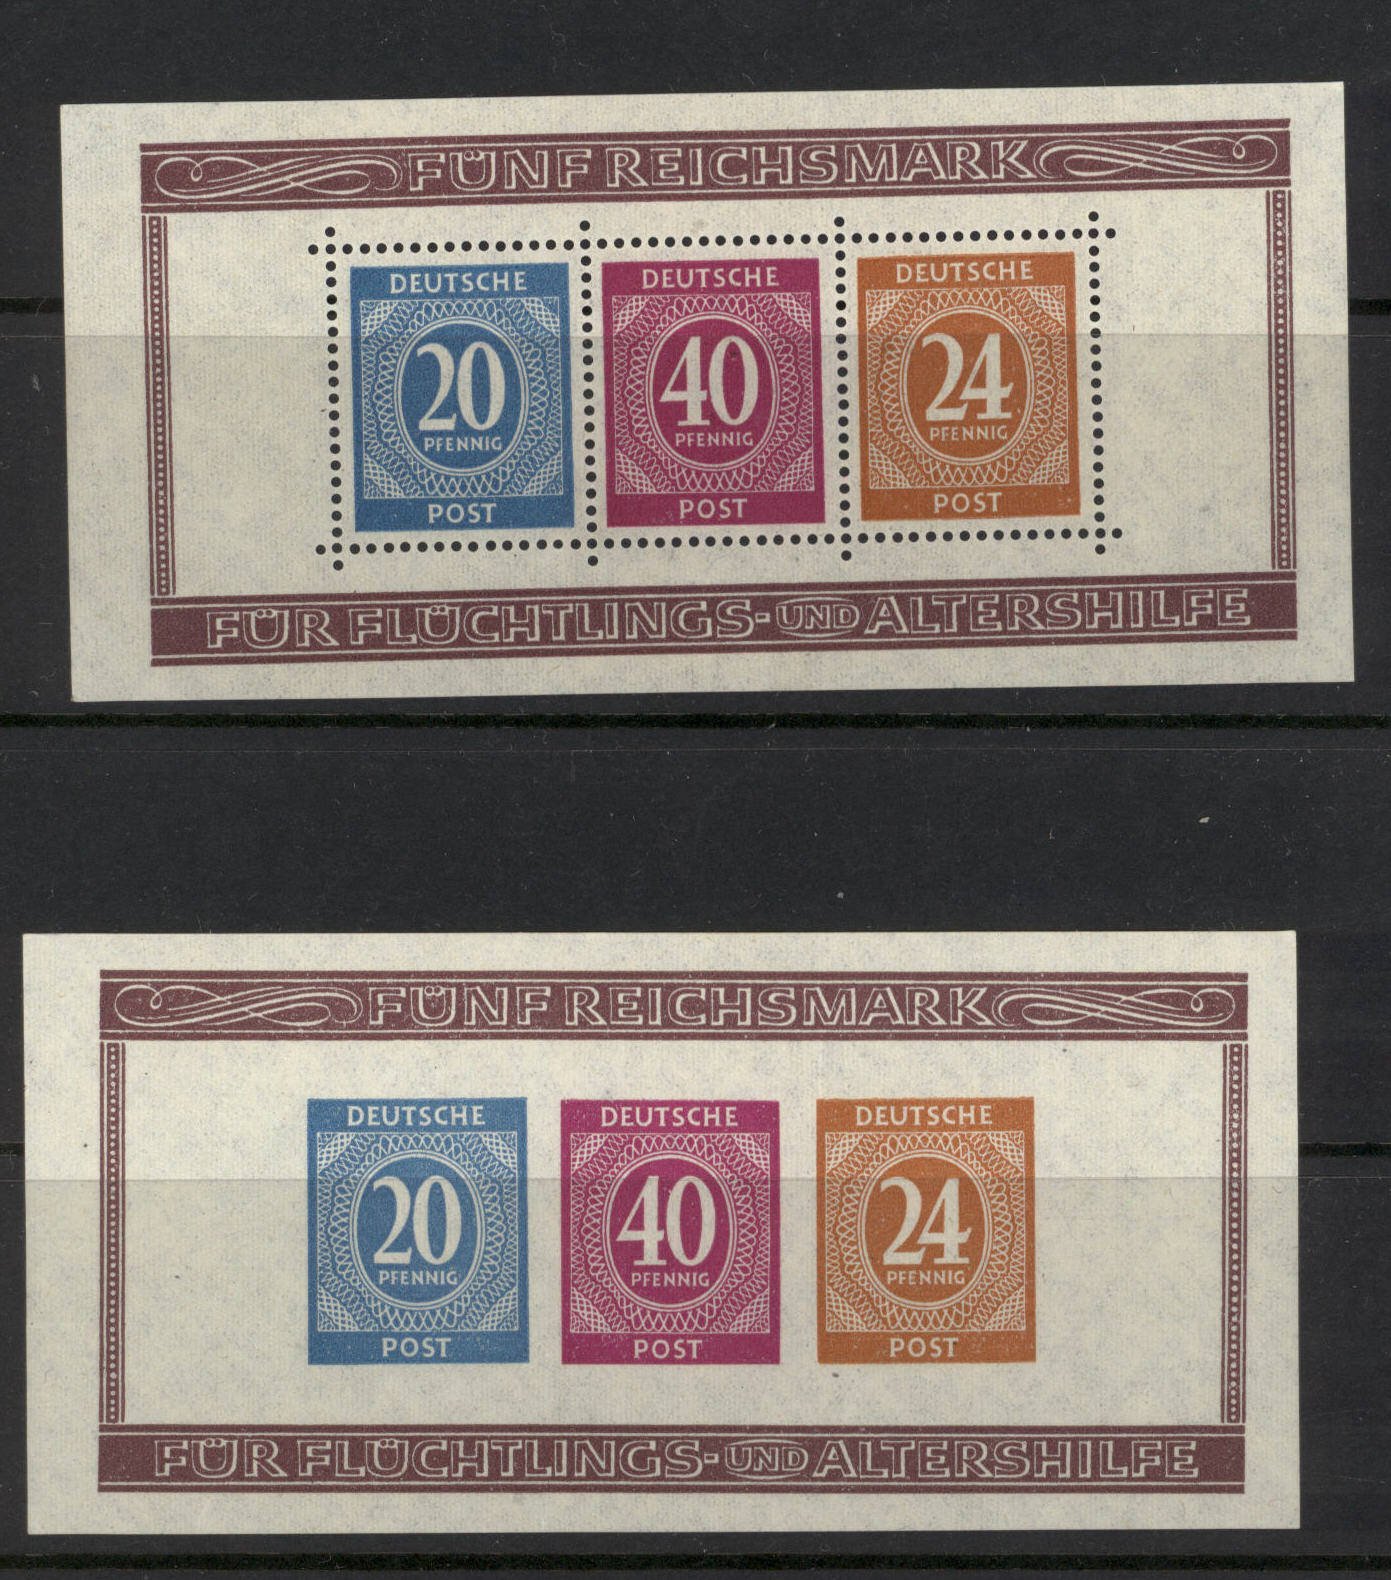 FÜNF REICHSMARK
DEUTSCHE DEUTSCHE DEUTSCHE
20 40 24
PFENNIG PFENNIG PFENNIG
POST POST POST
FÜR FLÜCHTLINGS- UND ALTERSHILFE
FÜNF REICHSMARK
DEUTSCHE DEUTSCHE DEUTSCHE
20 40 24
PFENNIG PFENNIG PFENNIG
POST POST POST
FÜR FLÜCHTLINGS- UND ALTERSHILFE